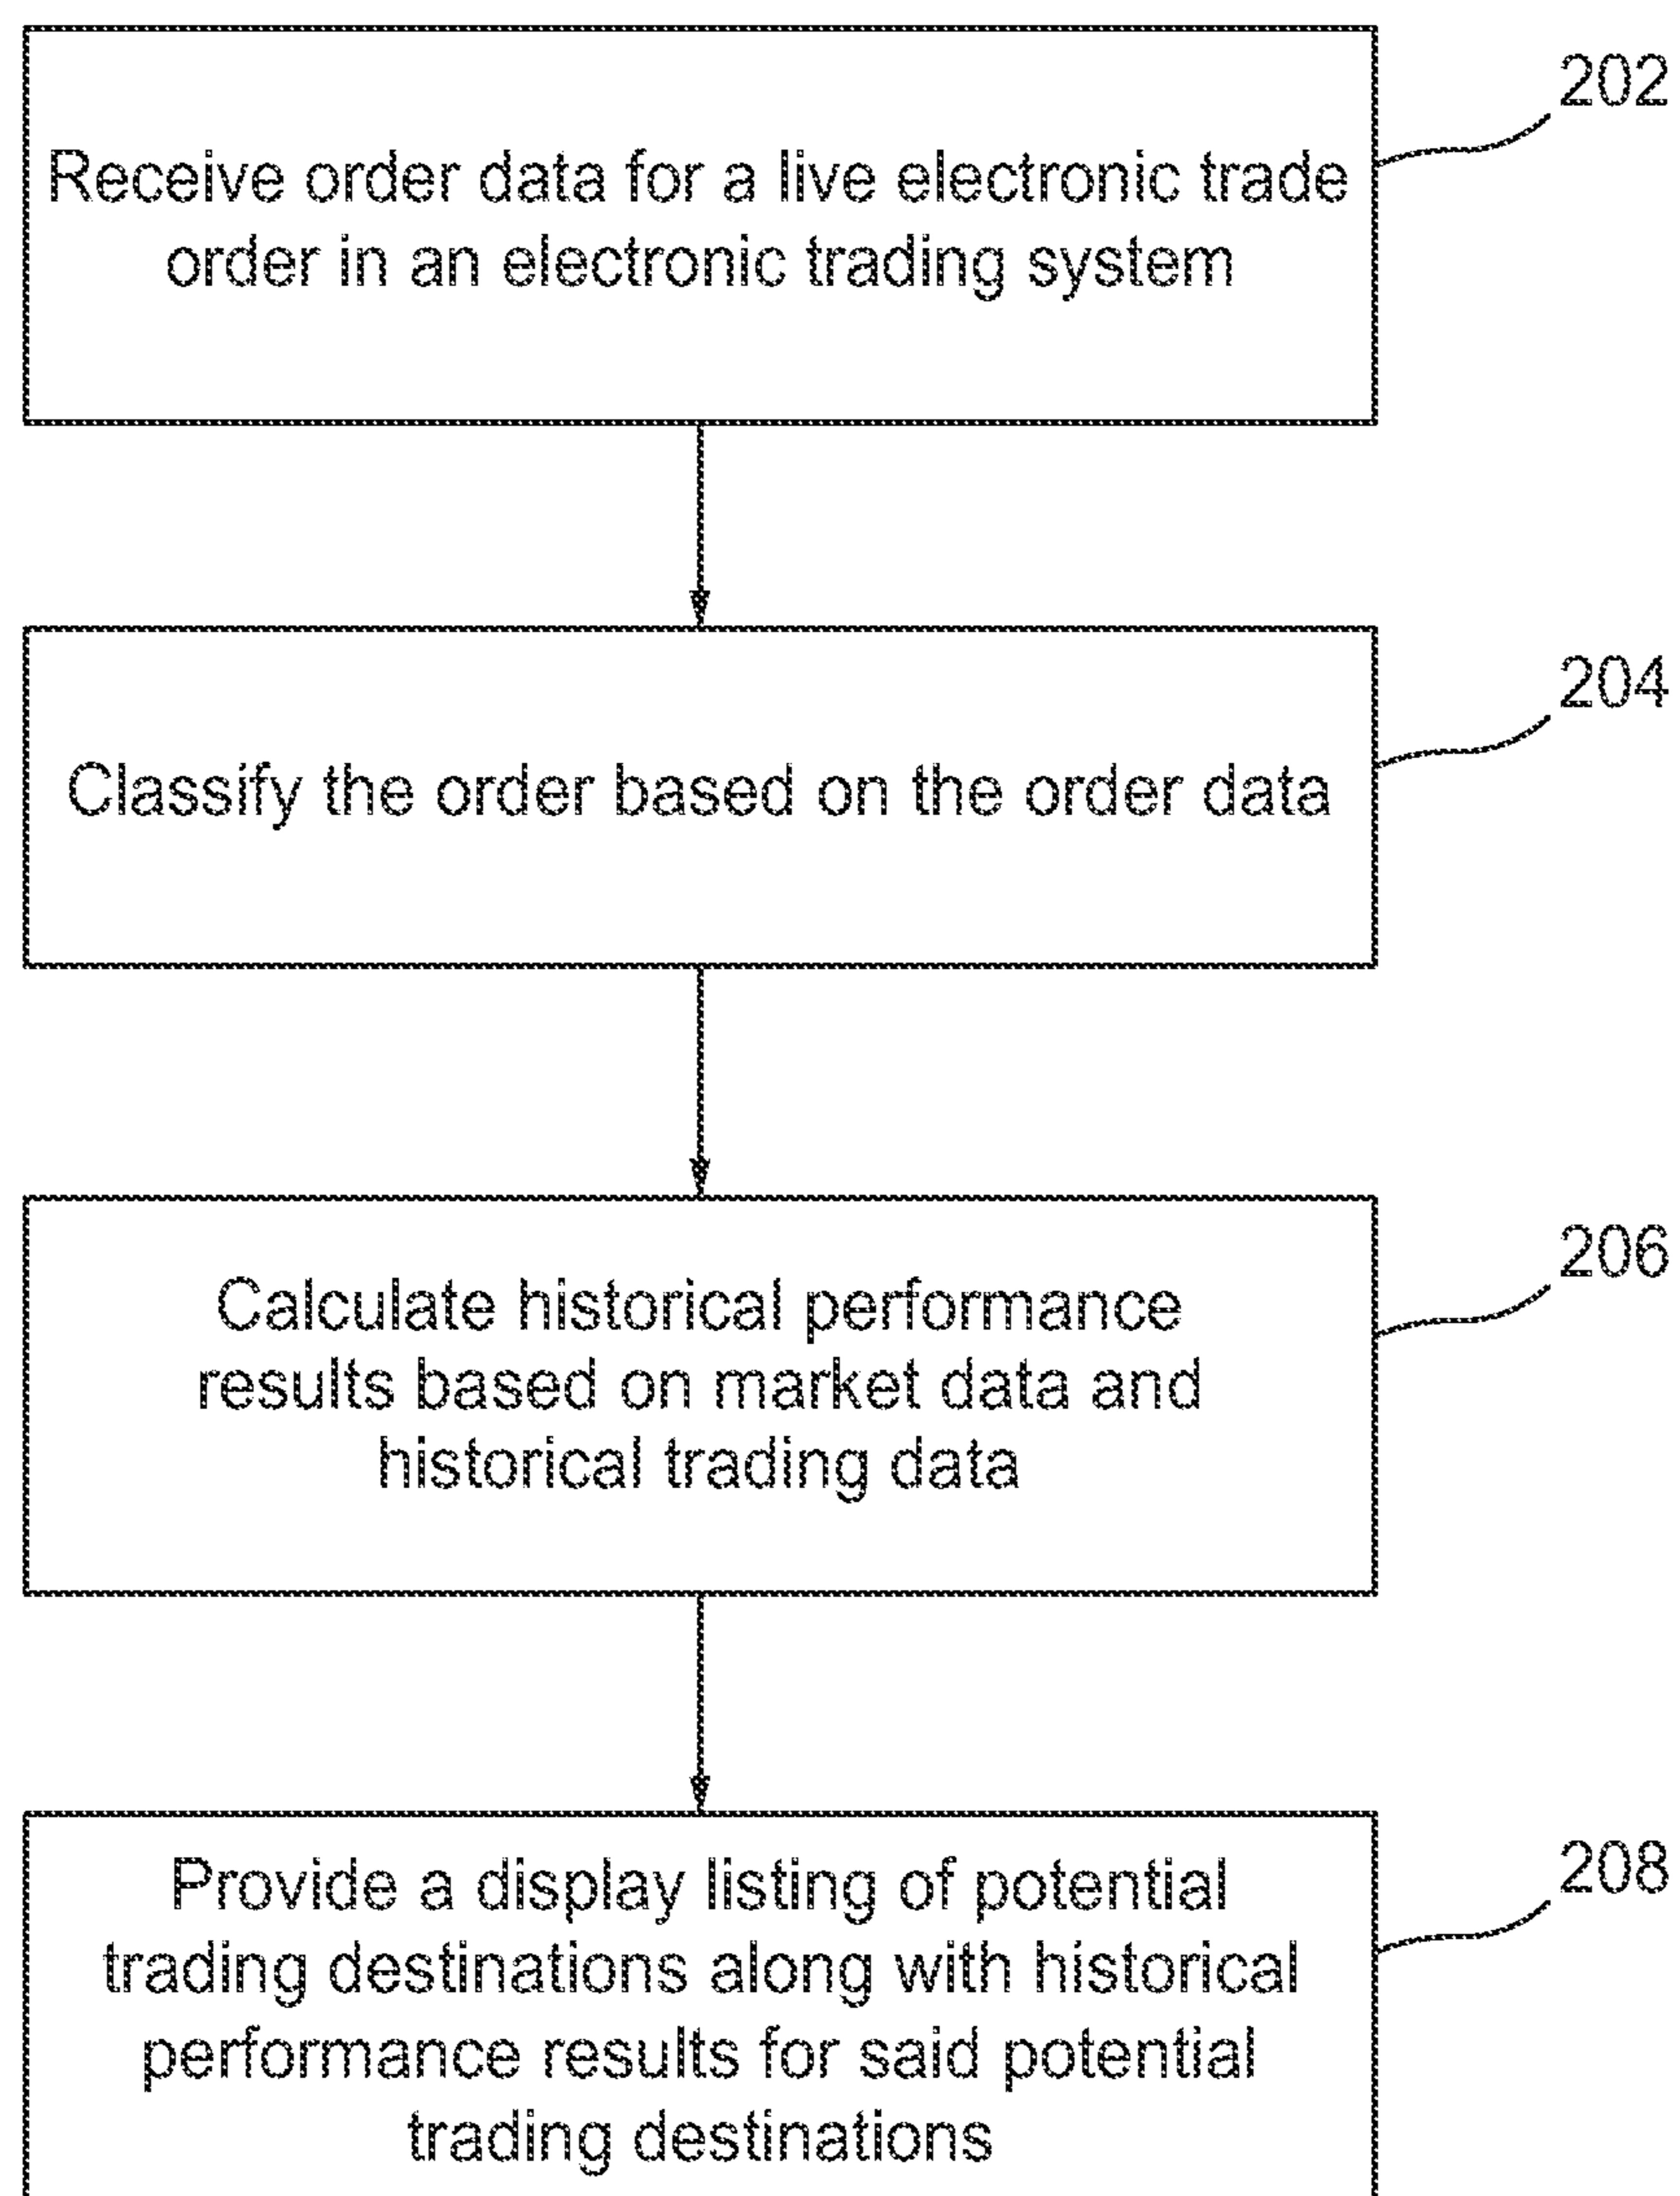 202
Receive order data for a live electronic trade
order in an electronic trading system
204
Classify the order based on the order data
206
Calculate historical performance
results based on market data and
historical trading data
208
Provide a display listing of potential
trading destinations along with historical
performance results for said potential
trading destinations